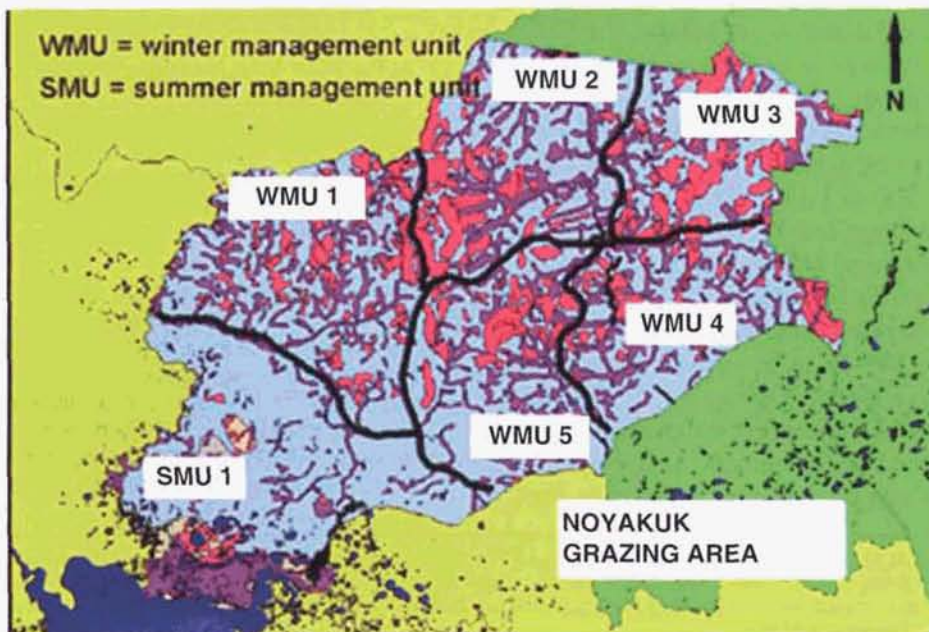 WMU = winter management unit
SMU = summer management unit
WMU 2
WMU 3
N
WMU 1
WMU 4
WMU 5
SMU 1
NOYAKUK
GRAZING AREA